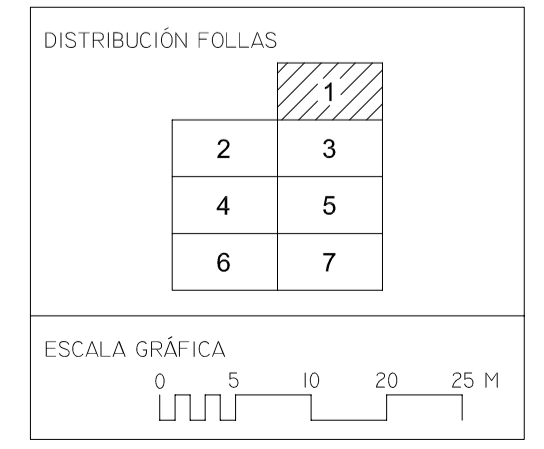 DISTRIBUCIÓN FOLLAS
1
2 3
4 5
6 7
ESCALA GRÁFICA
0 5 10 20 25 M